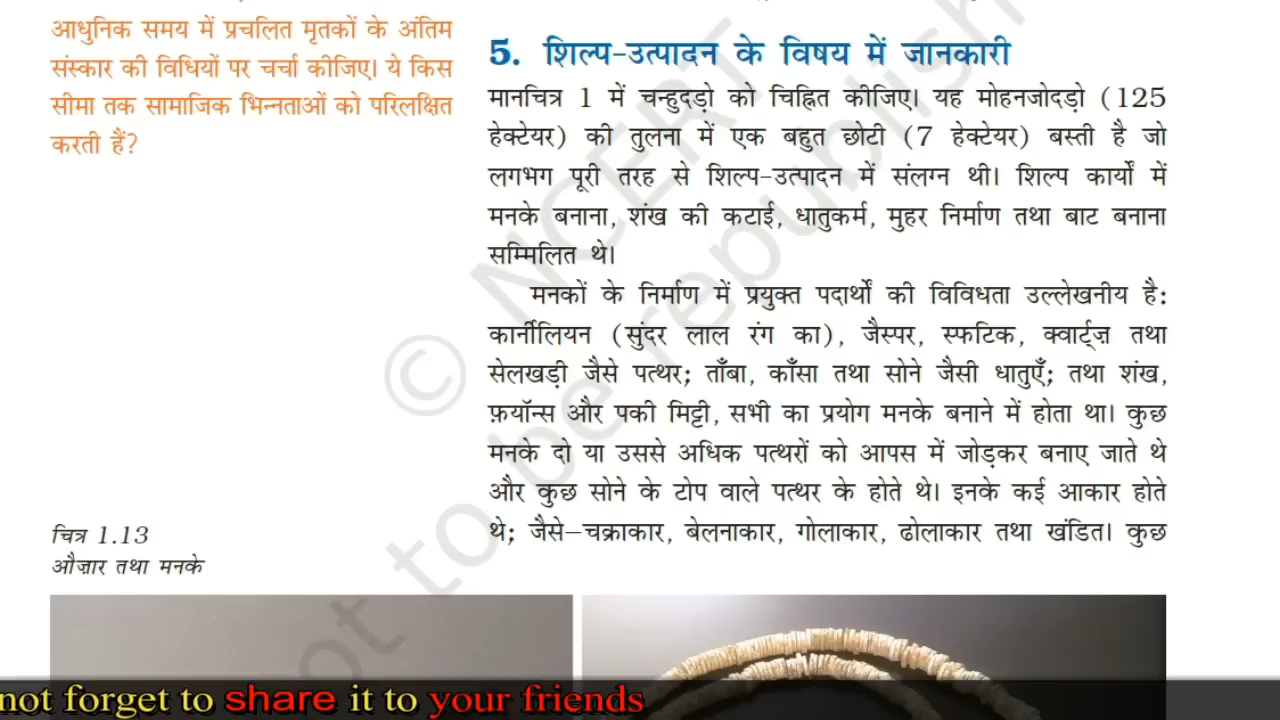 आधुनिक समय में प्रचलित मृतकों के अंतिम
संस्कार की विधियों पर चर्चा कीजिए। ये किस
सीमा तक सामाजिक भिन्नताओं को परिलक्षित
करती हैं?
5. शिल्प-उत्पादन के विषय में जानकारी
मानचित्र 1 में चन्हुदड़ो को चिह्नित कीजिए। यह मोहनजोदड़ो (125
हेक्टेयर) की तुलना में एक बहुत छोटी (7 हेक्टेयर) बस्ती है जो
लगभग पूरी तरह से शिल्प-उत्पादन में संलग्न थी। शिल्प कार्यों में
मनके बनाना, शंख की कटाई, धातुकर्म, मुहर निर्माण तथा बाट बनाना
सम्मिलित थे।
मनकों के निर्माण में प्रयुक्त पदार्थों की विविधता उल्लेखनीय है:
कार्नीलियन (सुंदर लाल रंग का), जैस्पर, स्फटिक, क्वार्ट्ज़ तथा
सेलखड़ी जैसे पत्थर; ताँबा, काँसा तथा सोने जैसी धातुएँ; तथा शंख,
फ़यॉन्स और पकी मिट्टी, सभी का प्रयोग मनके बनाने में होता था। कुछ
मनके दो या उससे अधिक पत्थरों को आपस में जोड़कर बनाए जाते थे
और कुछ सोने के टोप वाले पत्थर के होते थे। इनके कई आकार होते
थे; जैसे–चक्राकार, बेलनाकार, गोलाकार, ढोलाकार तथा खंडित। कुछ
चित्र 1.13
औज़ार तथा मनके
© NCERT
not to be republish
not forget to share it to your friends